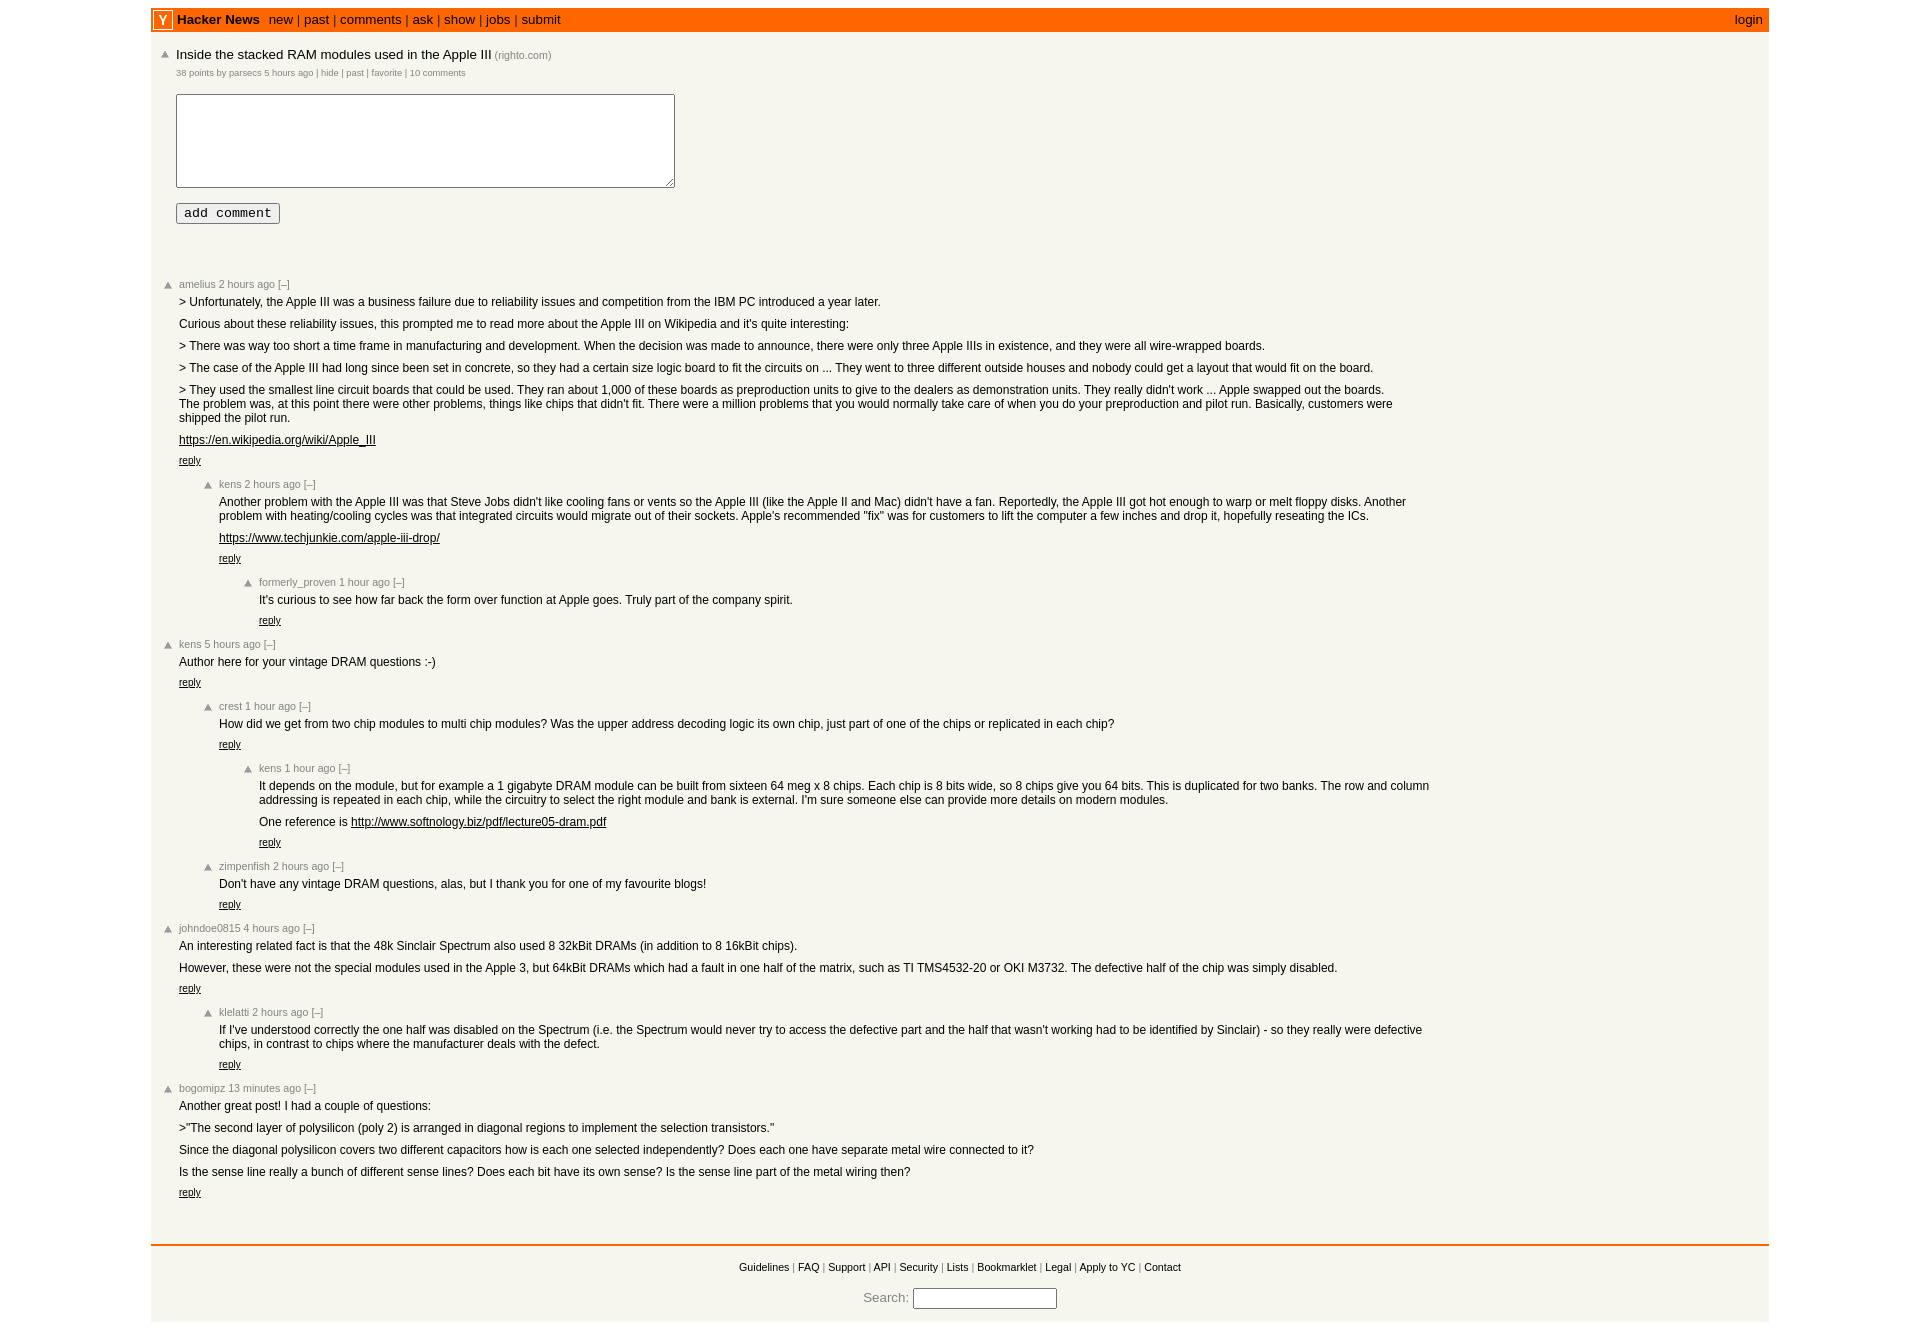 Y Hacker News new | past | comments | ask | show | jobs | submit login
Inside the stacked RAM modules used in the Apple III (righto.com)
38 points by parsecs 5 hours ago | hide | past | favorite | 10 comments
add comment
amelius 2 hours ago [–]
> Unfortunately, the Apple III was a business failure due to reliability issues and competition from the IBM PC introduced a year later.
Curious about these reliability issues, this prompted me to read more about the Apple III on Wikipedia and it's quite interesting:
> There was way too short a time frame in manufacturing and development. When the decision was made to announce, there were only three Apple IIIs in existence, and they were all wire-wrapped boards.
> The case of the Apple III had long since been set in concrete, so they had a certain size logic board to fit the circuits on ... They went to three different outside houses and nobody could get a layout that would fit on the board.
> They used the smallest line circuit boards that could be used. They ran about 1,000 of these boards as preproduction units to give to the dealers as demonstration units. They really didn't work ... Apple swapped out the boards.
The problem was, at this point there were other problems, things like chips that didn't fit. There were a million problems that you would normally take care of when you do your preproduction and pilot run. Basically, customers were
shipped the pilot run.
https://en.wikipedia.org/wiki/Apple_III
reply
kens 2 hours ago [–]
Another problem with the Apple III was that Steve Jobs didn't like cooling fans or vents so the Apple III (like the Apple II and Mac) didn't have a fan. Reportedly, the Apple III got hot enough to warp or melt floppy disks. Another
problem with heating/cooling cycles was that integrated circuits would migrate out of their sockets. Apple's recommended "fix" was for customers to lift the computer a few inches and drop it, hopefully reseating the ICs.
https://www.techjunkie.com/apple-iii-drop/
reply
formerly_proven 1 hour ago [–]
It's curious to see how far back the form over function at Apple goes. Truly part of the company spirit.
reply
kens 5 hours ago [–]
Author here for your vintage DRAM questions :-)
reply
crest 1 hour ago [–]
How did we get from two chip modules to multi chip modules? Was the upper address decoding logic its own chip, just part of one of the chips or replicated in each chip?
reply
kens 1 hour ago [–]
It depends on the module, but for example a 1 gigabyte DRAM module can be built from sixteen 64 meg x 8 chips. Each chip is 8 bits wide, so 8 chips give you 64 bits. This is duplicated for two banks. The row and column
addressing is repeated in each chip, while the circuitry to select the right module and bank is external. I'm sure someone else can provide more details on modern modules.
One reference is http://www.softnology.biz/pdf/lecture05-dram.pdf
reply
zimpenfish 2 hours ago [–]
Don't have any vintage DRAM questions, alas, but I thank you for one of my favourite blogs!
reply
johndoe0815 4 hours ago [–]
An interesting related fact is that the 48k Sinclair Spectrum also used 8 32kBit DRAMs (in addition to 8 16kBit chips).
However, these were not the special modules used in the Apple 3, but 64kBit DRAMs which had a fault in one half of the matrix, such as TI TMS4532-20 or OKI M3732. The defective half of the chip was simply disabled.
reply
klelatti 2 hours ago [–]
If I've understood correctly the one half was disabled on the Spectrum (i.e. the Spectrum would never try to access the defective part and the half that wasn't working had to be identified by Sinclair) - so they really were defective
chips, in contrast to chips where the manufacturer deals with the defect.
reply
bogomipz 13 minutes ago [–]
Another great post! I had a couple of questions:
>"The second layer of polysilicon (poly 2) is arranged in diagonal regions to implement the selection transistors."
Since the diagonal polysilicon covers two different capacitors how is each one selected independently? Does each one have separate metal wire connected to it?
Is the sense line really a bunch of different sense lines? Does each bit have its own sense? Is the sense line part of the metal wiring then?
reply
Guidelines | FAQ | Support | API | Security | Lists | Bookmarklet | Legal | Apply to YC | Contact
Search: